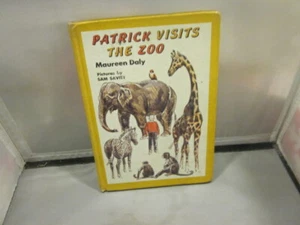 PATRICK VISITS
THE ZOO
Maureen Daly
Pictures by
SAM SAVITT